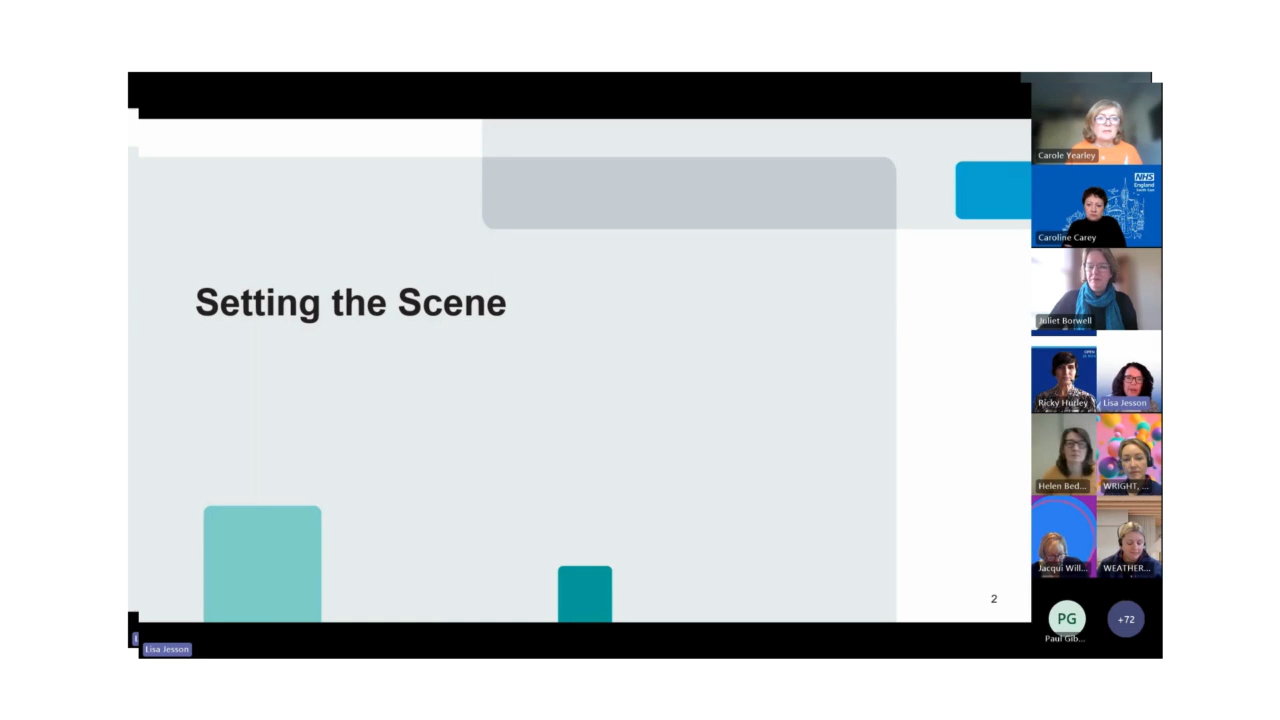 Setting the Scene
2
Lisa Jesson
Carole Yearley
NHS
England
Caroline Carey
Juliet Borwell
Ricky Hurley
Lisa Jesson
Helen Bed...
WRIGHT, ...
Jacqui Will...
WEATHER...
PG
Paul Gib...
+72